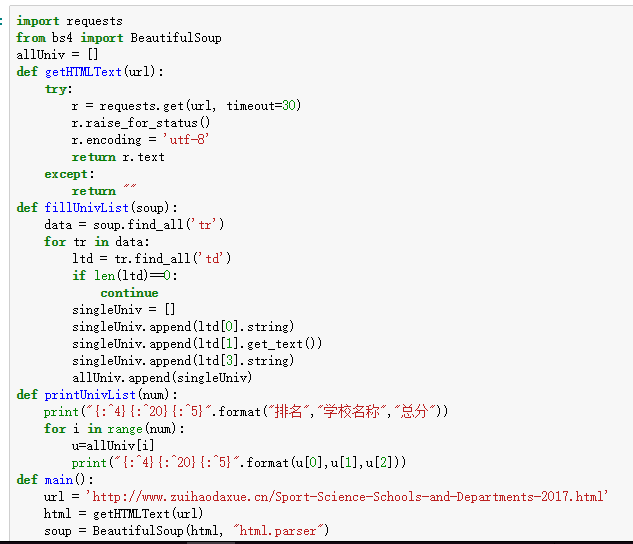 import requests
from bs4 import BeautifulSoup
allUniv = []
def getHTMLText(url):
    try:
        r = requests.get(url, timeout=30)
        r.raise_for_status()
        r.encoding = 'utf-8'
        return r.text
    except:
        return ""
def fillUnivList(soup):
    data = soup.find_all('tr')
    for tr in data:
        ltd = tr.find_all('td')
        if len(ltd)==0:
            continue
        singleUniv = []
        singleUniv.append(ltd[0].string)
        singleUniv.append(ltd[1].get_text())
        singleUniv.append(ltd[3].string)
        allUniv.append(singleUniv)
def printUnivList(num):
    print("{:^4}{:^20}{:^5}".format("排名","学校名称","总分"))
    for i in range(num):
        u=allUniv[i]
        print("{:^4}{:^20}{:^5}".format(u[0],u[1],u[2]))
def main():
    url = 'http://www.zuihaodaxue.cn/Sport-Science-Schools-and-Departments-2017.html'
    html = getHTMLText(url)
    soup = BeautifulSoup(html, "html.parser")